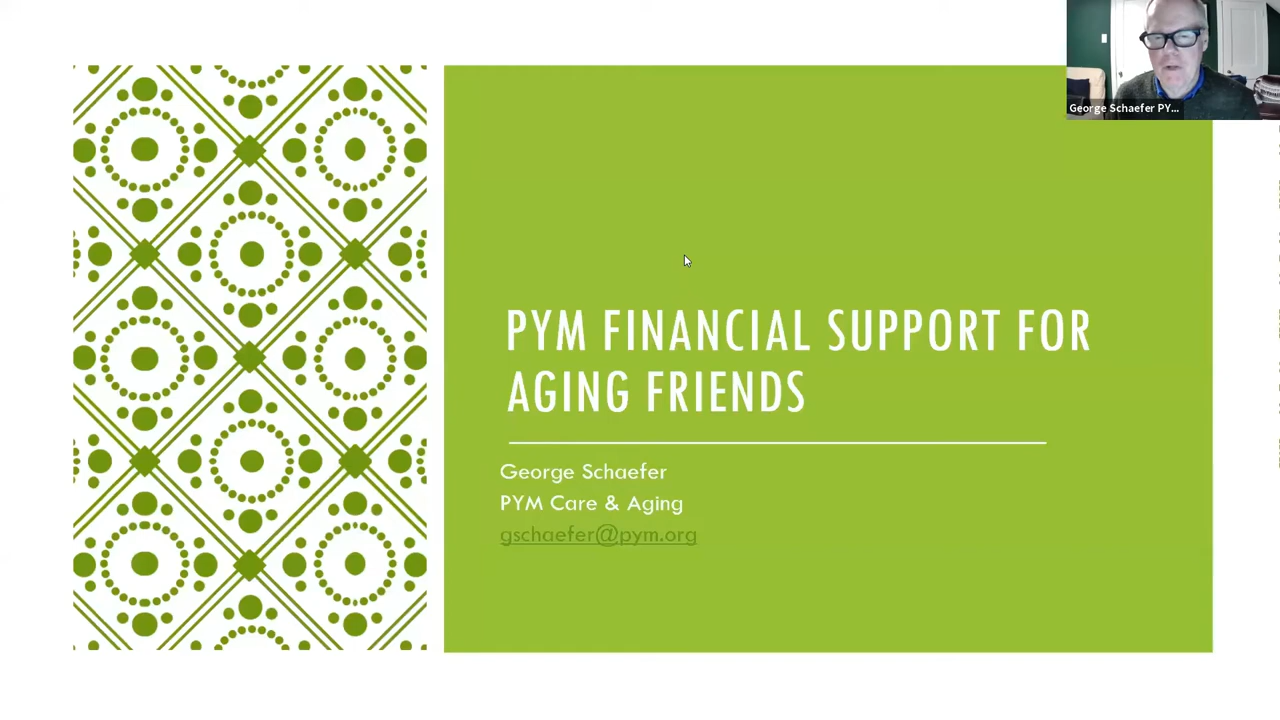 George Schaefer PY...
PYM FINANCIAL SUPPORT FOR
AGING FRIENDS
George Schaefer
PYM Care & Aging
gschaefer@pym.org